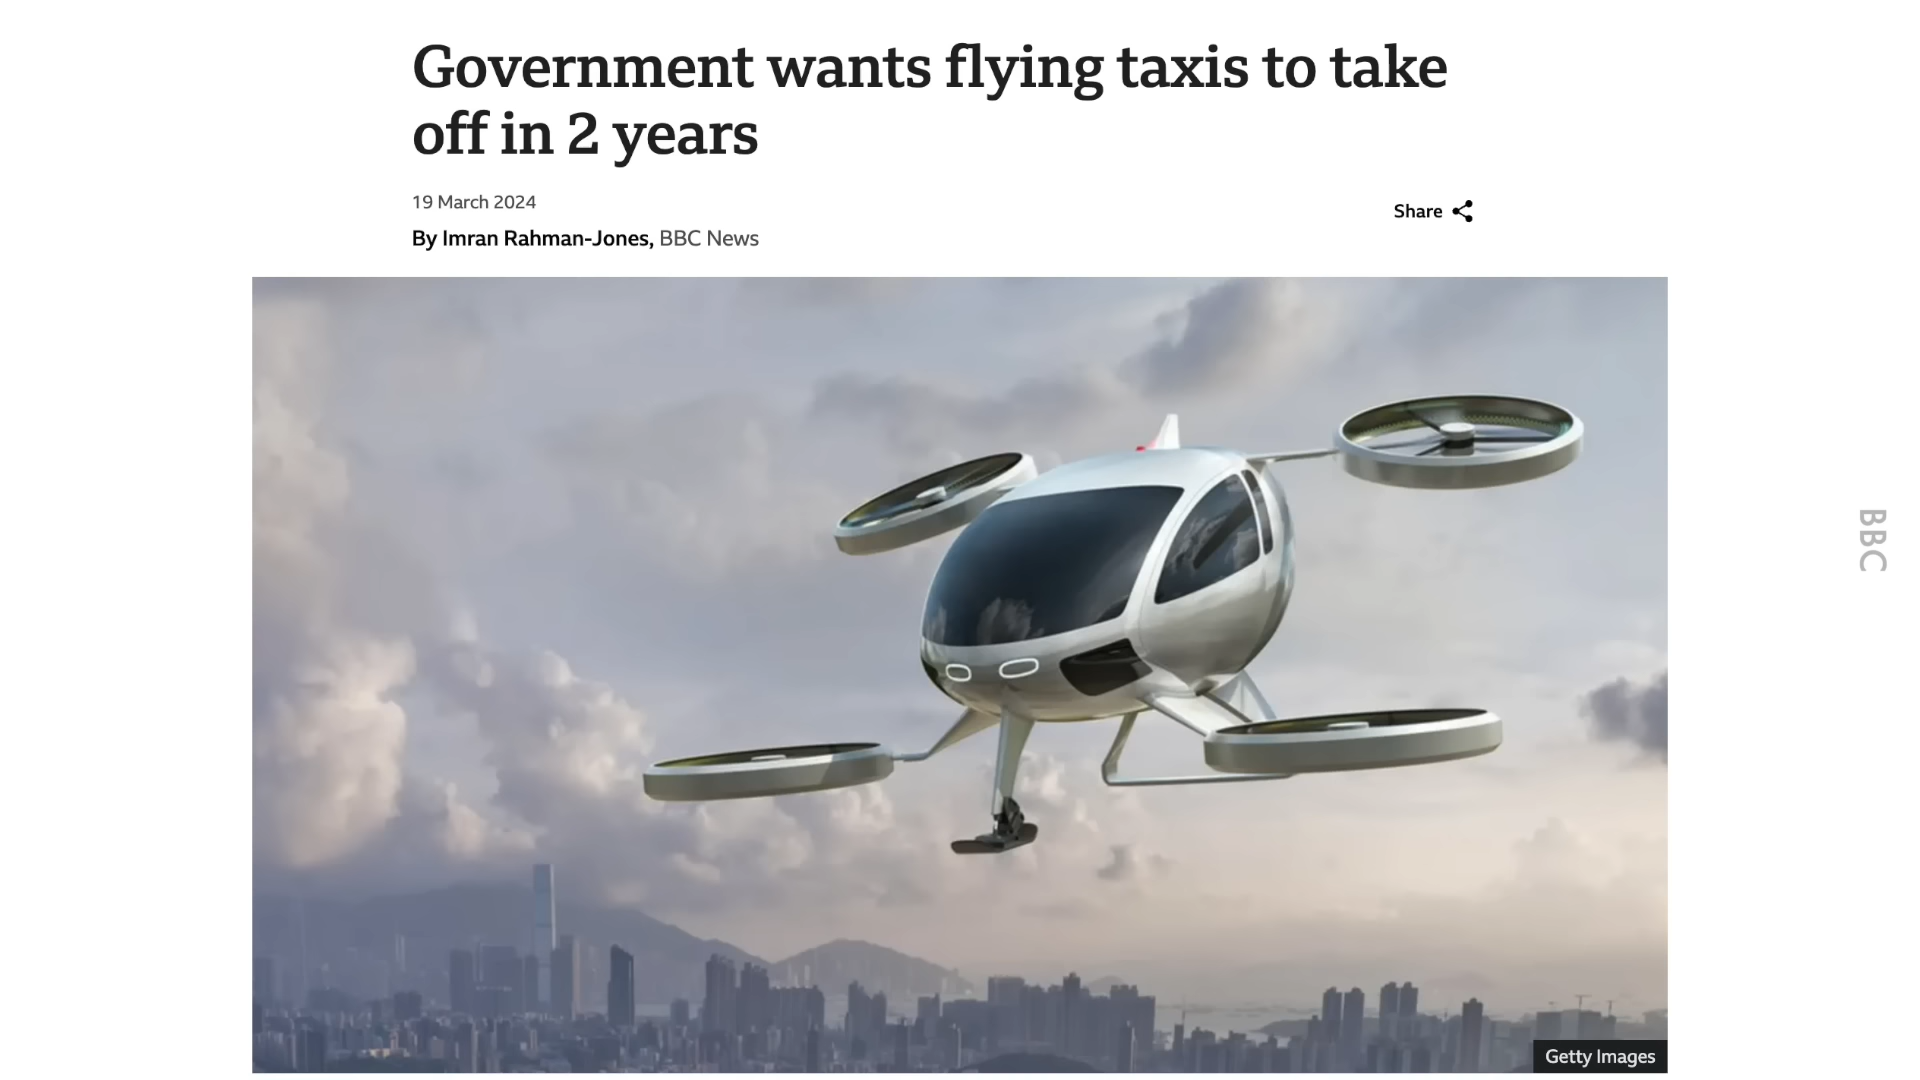 Government wants flying taxis to take
off in 2 years
19 March 2024
Share
By Imran Rahman-Jones, BBC News
BBC
Getty Images